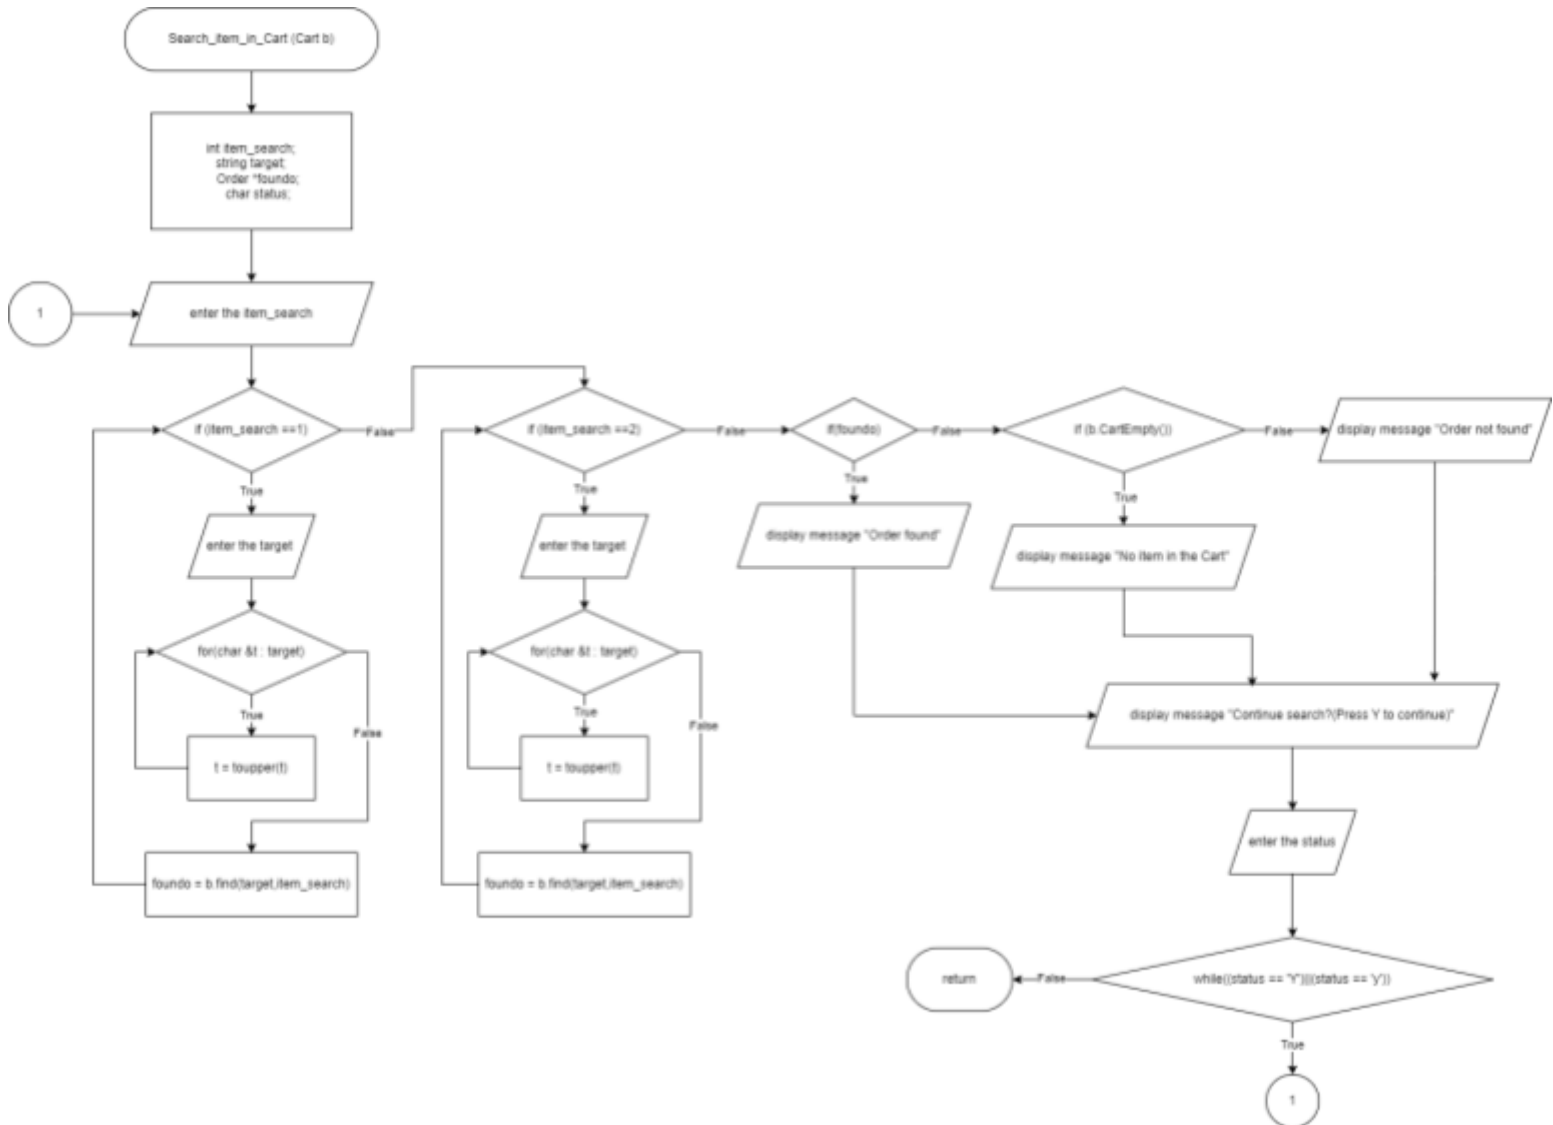 Search_item_in_Cart (Cart b)
int item_search;
string target;
Order *foundo;
char status;
1
enter the item_search
if (item_search ==1)
False
if (item_search ==2)
False
if(foundo)
False
if (b.CartEmpty())
False
display message "Order not found"
True
True
True
True
enter the target
enter the target
display message "Order found"
display message "No item in the Cart"
for(char &t : target)
for(char &t : target)
True
False
True
False
display message "Continue search?(Press Y to continue)"
t = toupper(t)
t = toupper(t)
enter the status
foundo = b.find(target,item_search)
foundo = b.find(target,item_search)
return
False
while((status == 'Y')||(status == 'y'))
True
1